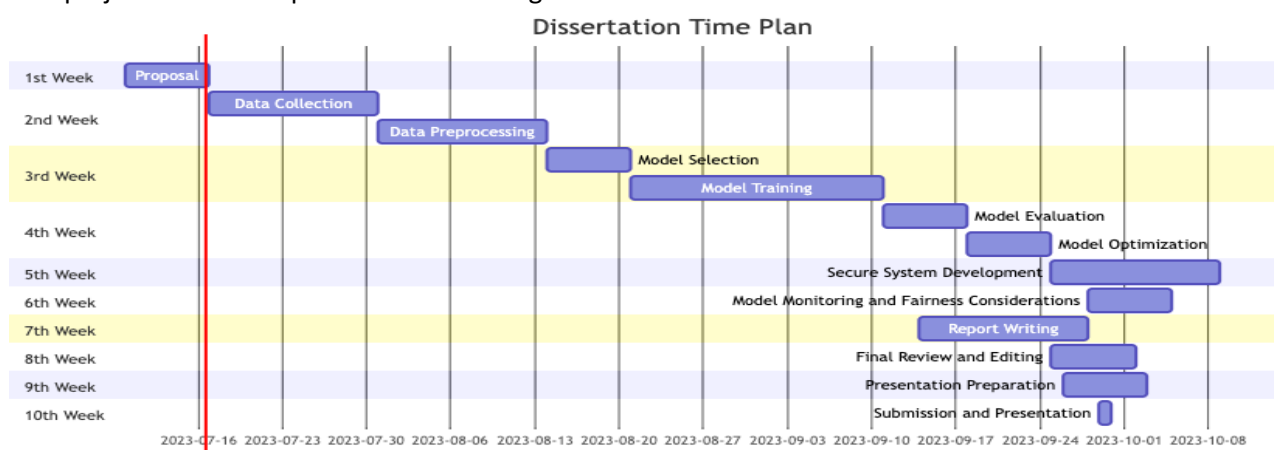 Dissertation Time Plan
1st Week
Proposal
2nd Week
Data Collection
Data Preprocessing
3rd Week
Model Selection
Model Training
4th Week
Model Evaluation
Model Optimization
5th Week
Secure System Development
6th Week
Model Monitoring and Fairness Considerations
7th Week
Report Writing
8th Week
Final Review and Editing
9th Week
Presentation Preparation
10th Week
Submission and Presentation
2023-07-16 2023-07-23 2023-07-30 2023-08-06 2023-08-13 2023-08-20 2023-08-27 2023-09-03 2023-09-10 2023-09-17 2023-09-24 2023-10-01 2023-10-08